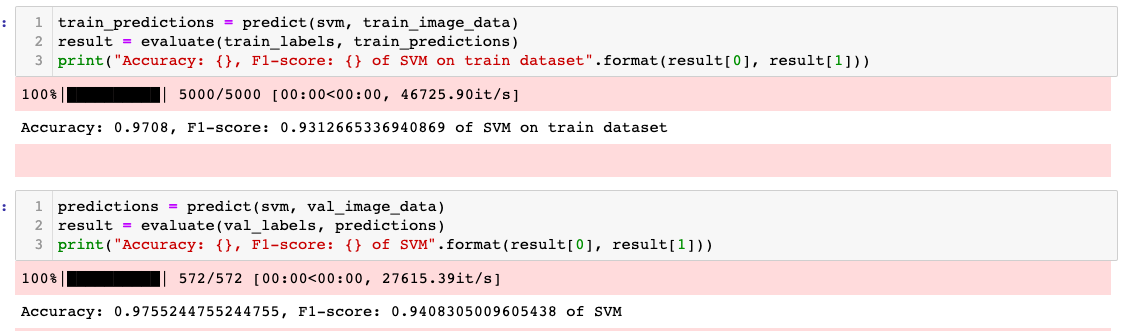 : 1 train_predictions = predict(svm, train_image_data)
2 result = evaluate(train_labels, train_predictions)
3 print("Accuracy: {}, F1-score: {} of SVM on train dataset".format(result[0], result[1]))
100%|██████████| 5000/5000 [00:00<00:00, 46725.90it/s]
Accuracy: 0.9708, F1-score: 0.9312665336940869 of SVM on train dataset
: 1 predictions = predict(svm, val_image_data)
2 result = evaluate(val_labels, predictions)
3 print("Accuracy: {}, F1-score: {} of SVM".format(result[0], result[1]))
100%|██████████| 572/572 [00:00<00:00, 27615.39it/s]
Accuracy: 0.9755244755244755, F1-score: 0.9408305009605438 of SVM